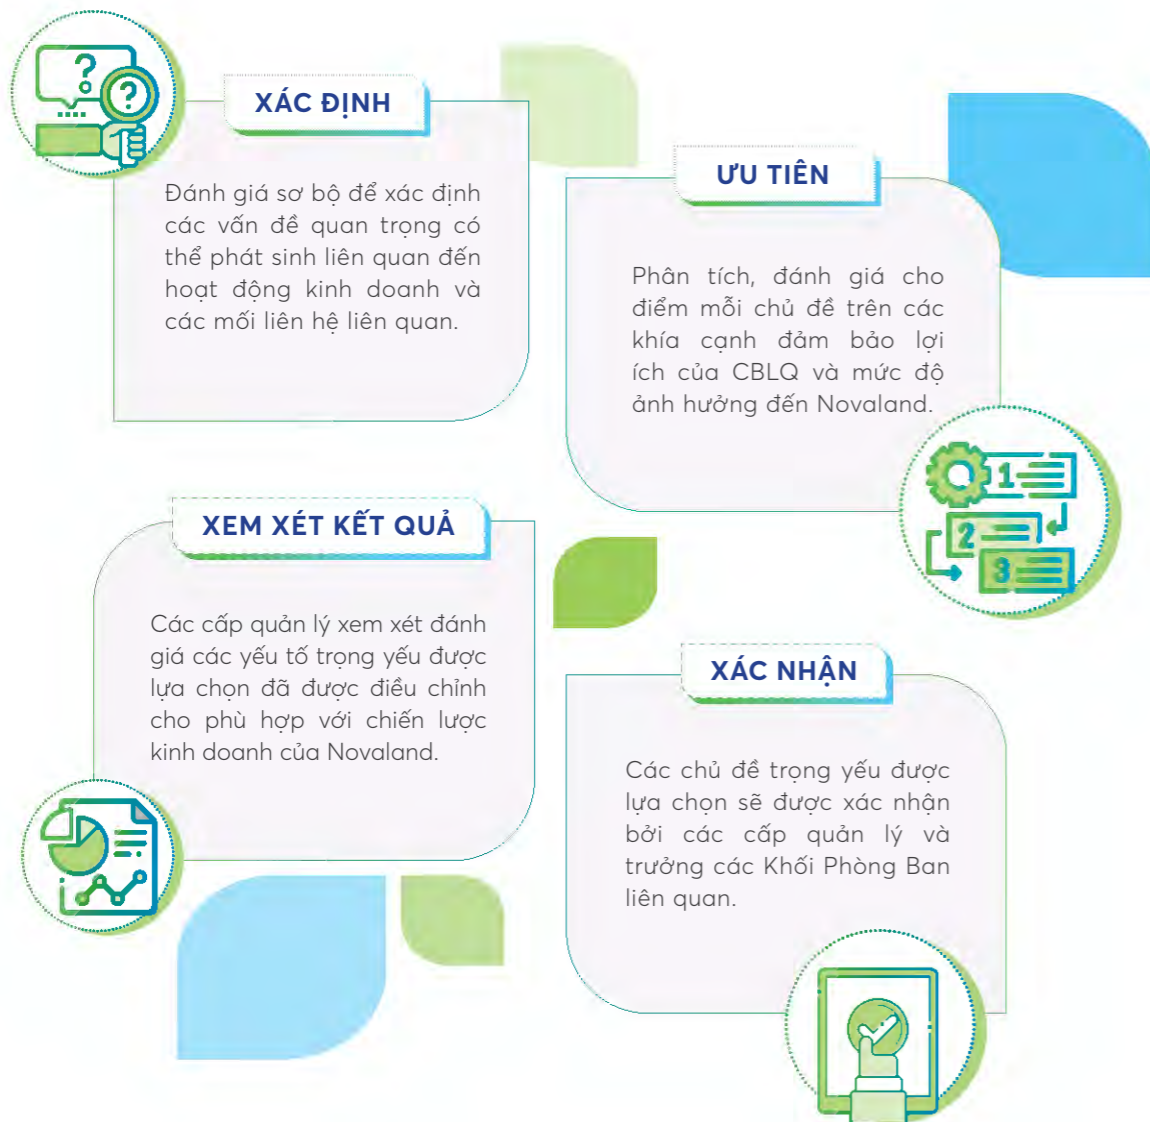 XÁC ĐỊNH
Đánh giá sơ bộ để xác định
các vấn đề quan trọng có
thể phát sinh liên quan đến
hoạt động kinh doanh và
các mối liên hệ liên quan.
ƯU TIÊN
Phân tích, đánh giá cho
điểm mỗi chủ đề trên các
khía cạnh đảm bảo lợi
ích của CBLQ và mức độ
ảnh hưởng đến Novaland.
1
2
3
XEM XÉT KẾT QUẢ
Các cấp quản lý xem xét đánh
giá các yếu tố trọng yếu được
lựa chọn đã được điều chỉnh
cho phù hợp với chiến lược
kinh doanh của Novaland.
XÁC NHẬN
Các chủ đề trọng yếu được
lựa chọn sẽ được xác nhận
bởi các cấp quản lý và
trưởng các Khối Phòng Ban
liên quan.